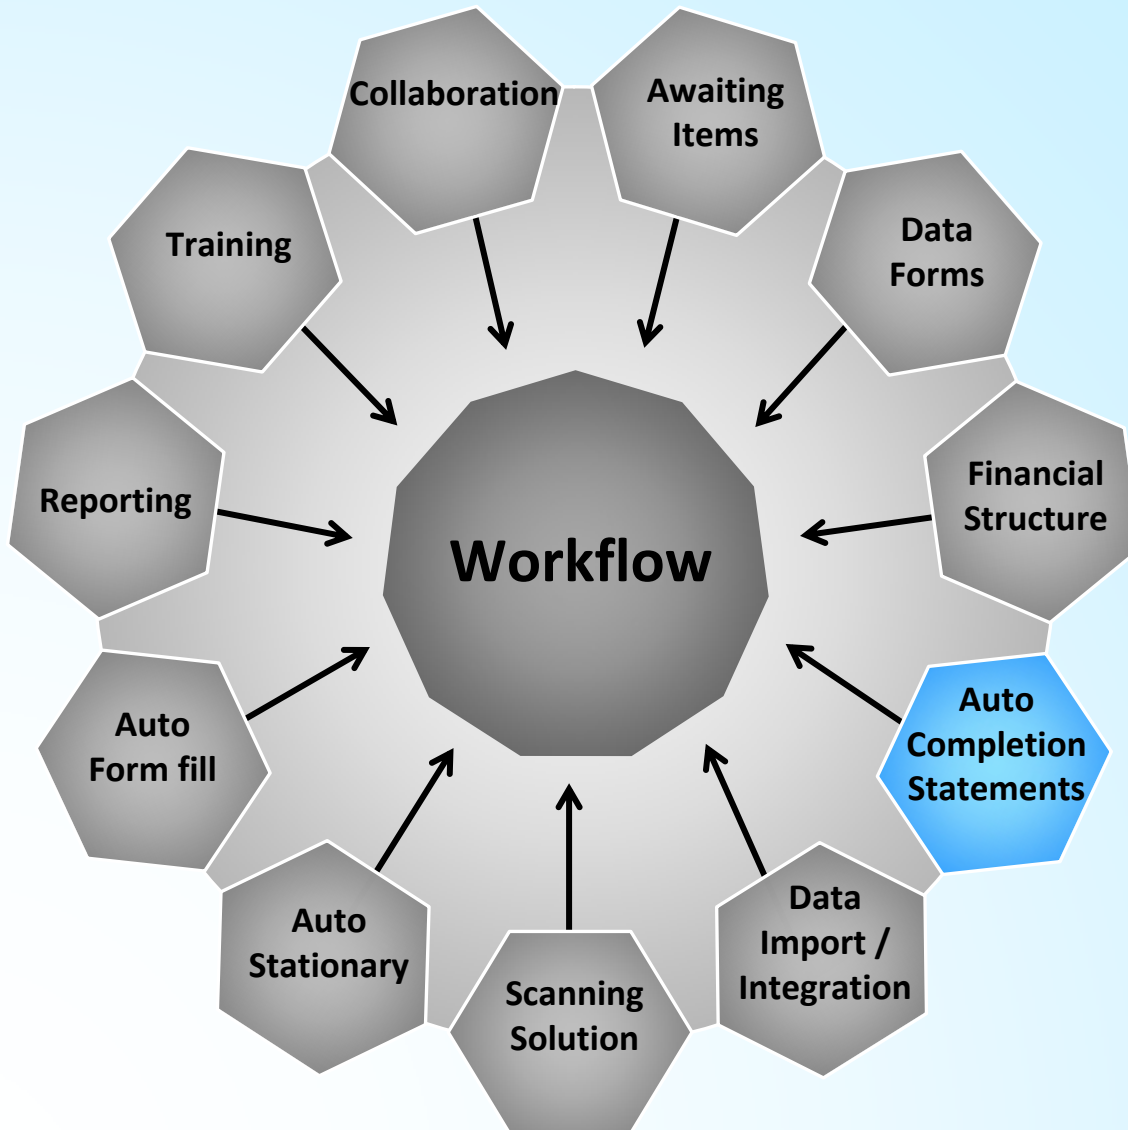 Collaboration
Awaiting
Items
Data
Forms
Financial
Structure
Auto
Completion
Statements
Data
Import /
Integration
Scanning
Solution
Auto
Stationary
Auto
Form fill
Reporting
Training
Workflow